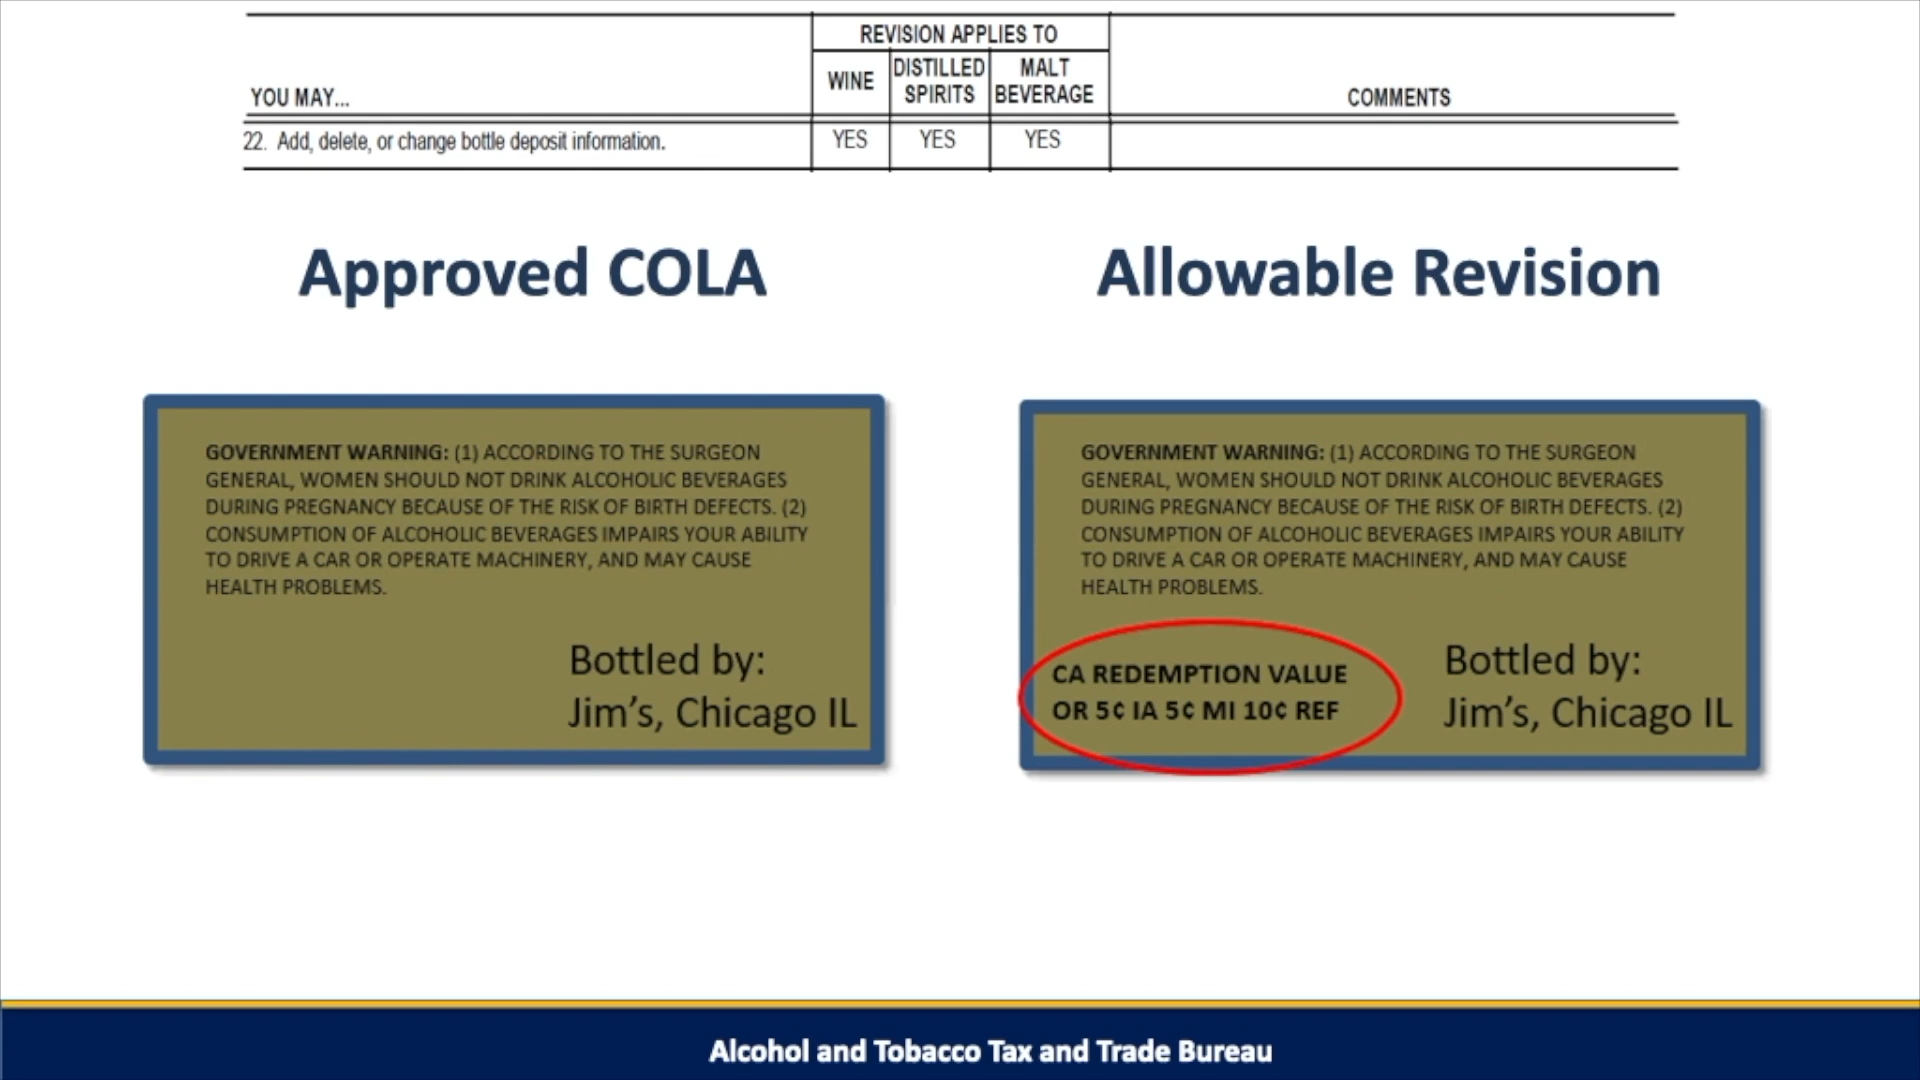 REVISION APPLIES TO
YOU MAY...
WINE
DISTILLED
SPIRITS
MALT
BEVERAGE
COMMENTS
22. Add, delete, or change bottle deposit information.
YES
YES
YES
Approved COLA
Allowable Revision
GOVERNMENT WARNING: (1) ACCORDING TO THE SURGEON
GENERAL, WOMEN SHOULD NOT DRINK ALCOHOLIC BEVERAGES
DURING PREGNANCY BECAUSE OF THE RISK OF BIRTH DEFECTS. (2)
CONSUMPTION OF ALCOHOLIC BEVERAGES IMPAIRS YOUR ABILITY
TO DRIVE A CAR OR OPERATE MACHINERY, AND MAY CAUSE
HEALTH PROBLEMS.
Bottled by:
Jim's, Chicago IL
GOVERNMENT WARNING: (1) ACCORDING TO THE SURGEON
GENERAL, WOMEN SHOULD NOT DRINK ALCOHOLIC BEVERAGES
DURING PREGNANCY BECAUSE OF THE RISK OF BIRTH DEFECTS. (2)
CONSUMPTION OF ALCOHOLIC BEVERAGES IMPAIRS YOUR ABILITY
TO DRIVE A CAR OR OPERATE MACHINERY, AND MAY CAUSE
HEALTH PROBLEMS.
CA REDEMPTION VALUE
OR 5¢ IA 5¢ MI 10¢ REF
Bottled by:
Jim's, Chicago IL
Alcohol and Tobacco Tax and Trade Bureau